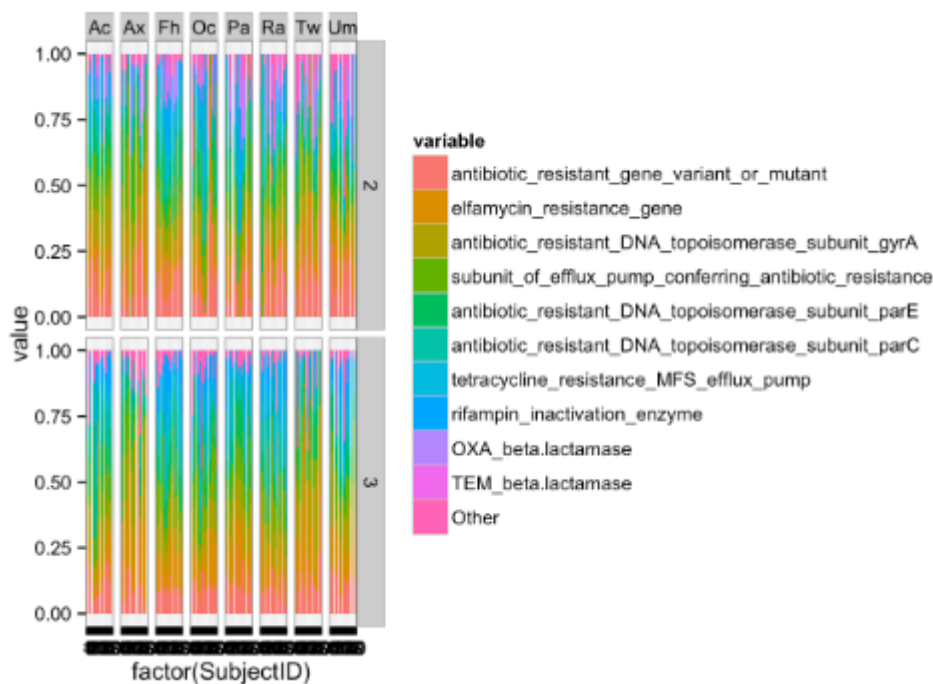 Ac Ax Fh Oc Pa Ra Tw Um
1.00
0.75
0.50
0.25
0.00
2
1.00
0.75
0.50
0.25
0.00
3
value
factor(SubjectID)
variable
antibiotic_resistant_gene_variant_or_mutant
elfamycin_resistance_gene
antibiotic_resistant_DNA_topoisomerase_subunit_gyrA
subunit_of_efflux_pump_conferring_antibiotic_resistance
antibiotic_resistant_DNA_topoisomerase_subunit_parE
antibiotic_resistant_DNA_topoisomerase_subunit_parC
tetracycline_resistance_MFS_efflux_pump
rifampin_inactivation_enzyme
OXA_beta.lactamase
TEM_beta.lactamase
Other